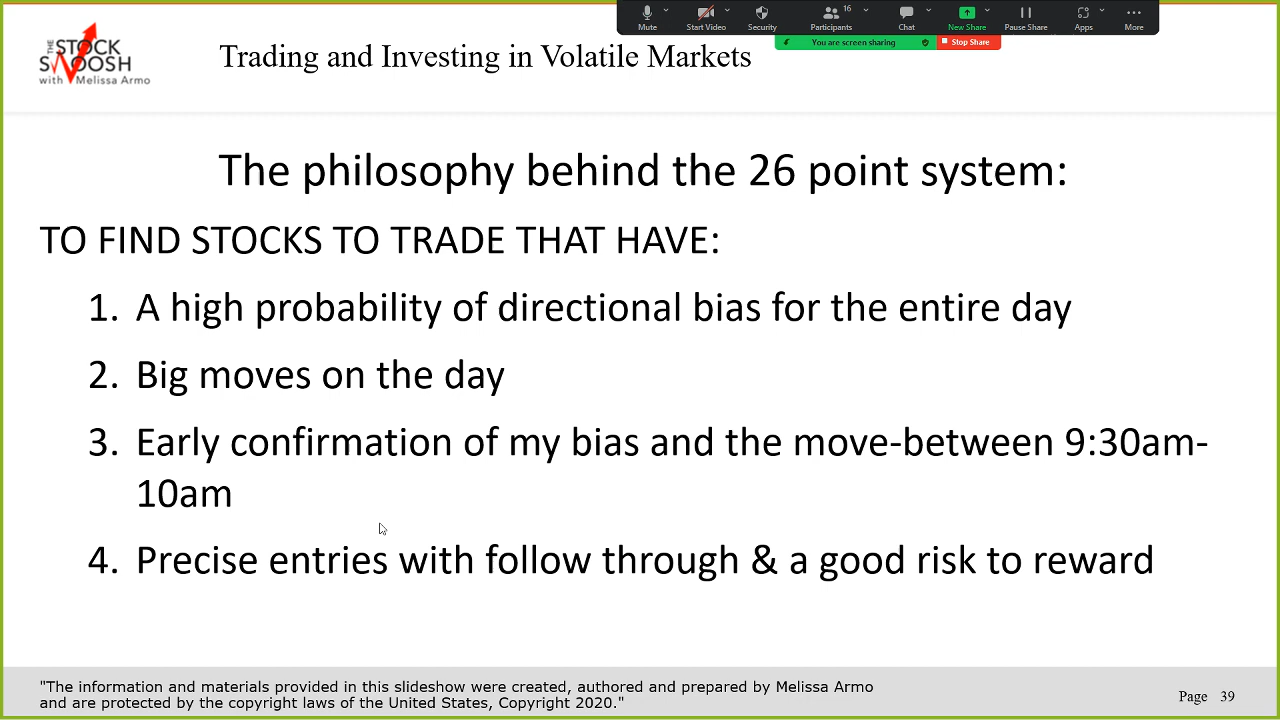 Mute
Start Video
Security
Participants
16
Chat
New Share
Pause Share
Apps
More
You are screen sharing
Stop Share
THE
STOCK
SWOOSH
with Melissa Armo
Trading and Investing in Volatile Markets
The philosophy behind the 26 point system:
TO FIND STOCKS TO TRADE THAT HAVE:
1. A high probability of directional bias for the entire day
2. Big moves on the day
3. Early confirmation of my bias and the move-between 9:30am-
10am
4. Precise entries with follow through & a good risk to reward
"The information and materials provided in this slideshow were created, authored and prepared by Melissa Armo
and are protected by the copyright laws of the United States, Copyright 2020."
Page 39